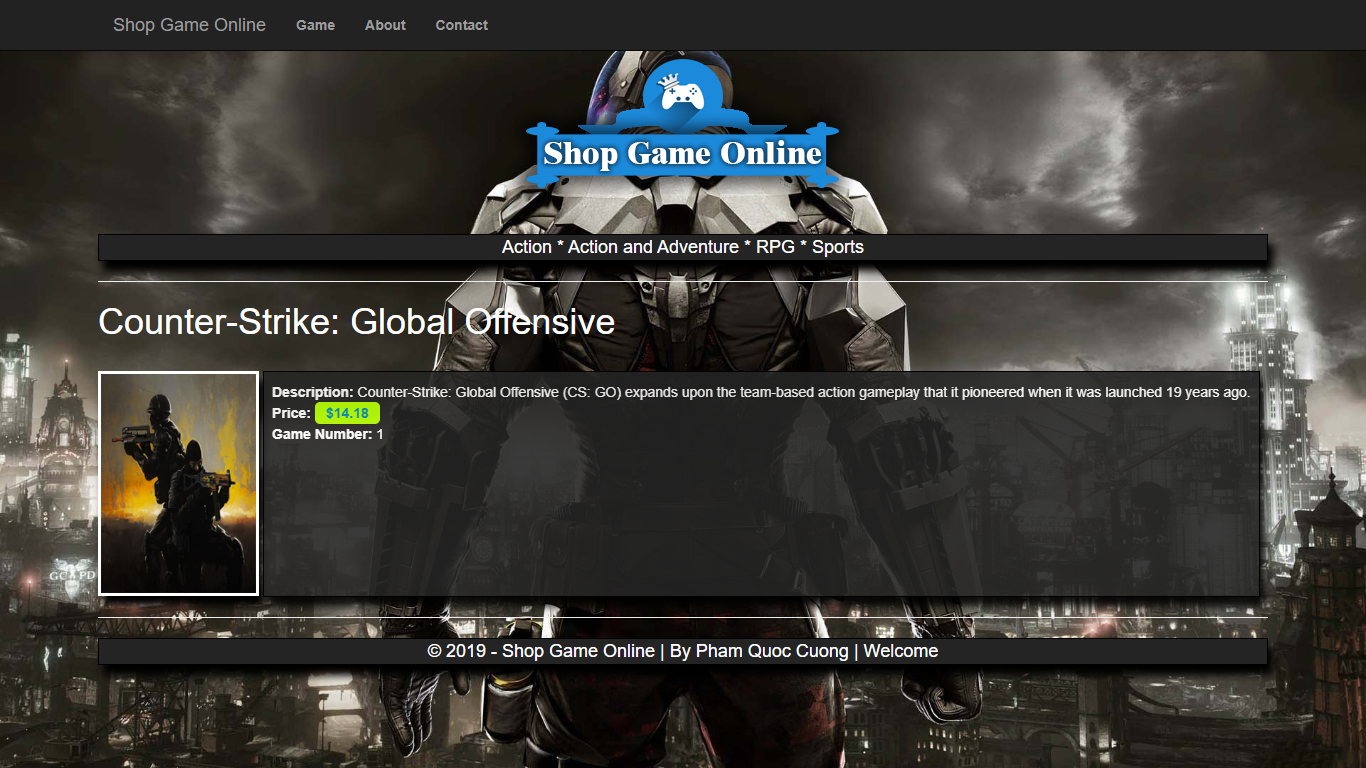 Shop Game Online Game About Contact
Shop Game Online
Action * Action and Adventure * RPG * Sports
Counter-Strike: Global Offensive
Description: Counter-Strike: Global Offensive (CS: GO) expands upon the team-based action gameplay that it pioneered when it was launched 19 years ago.
Price: $14.18
Game Number: 1
GCPD
© 2019 - Shop Game Online | By Pham Quoc Cuong | Welcome